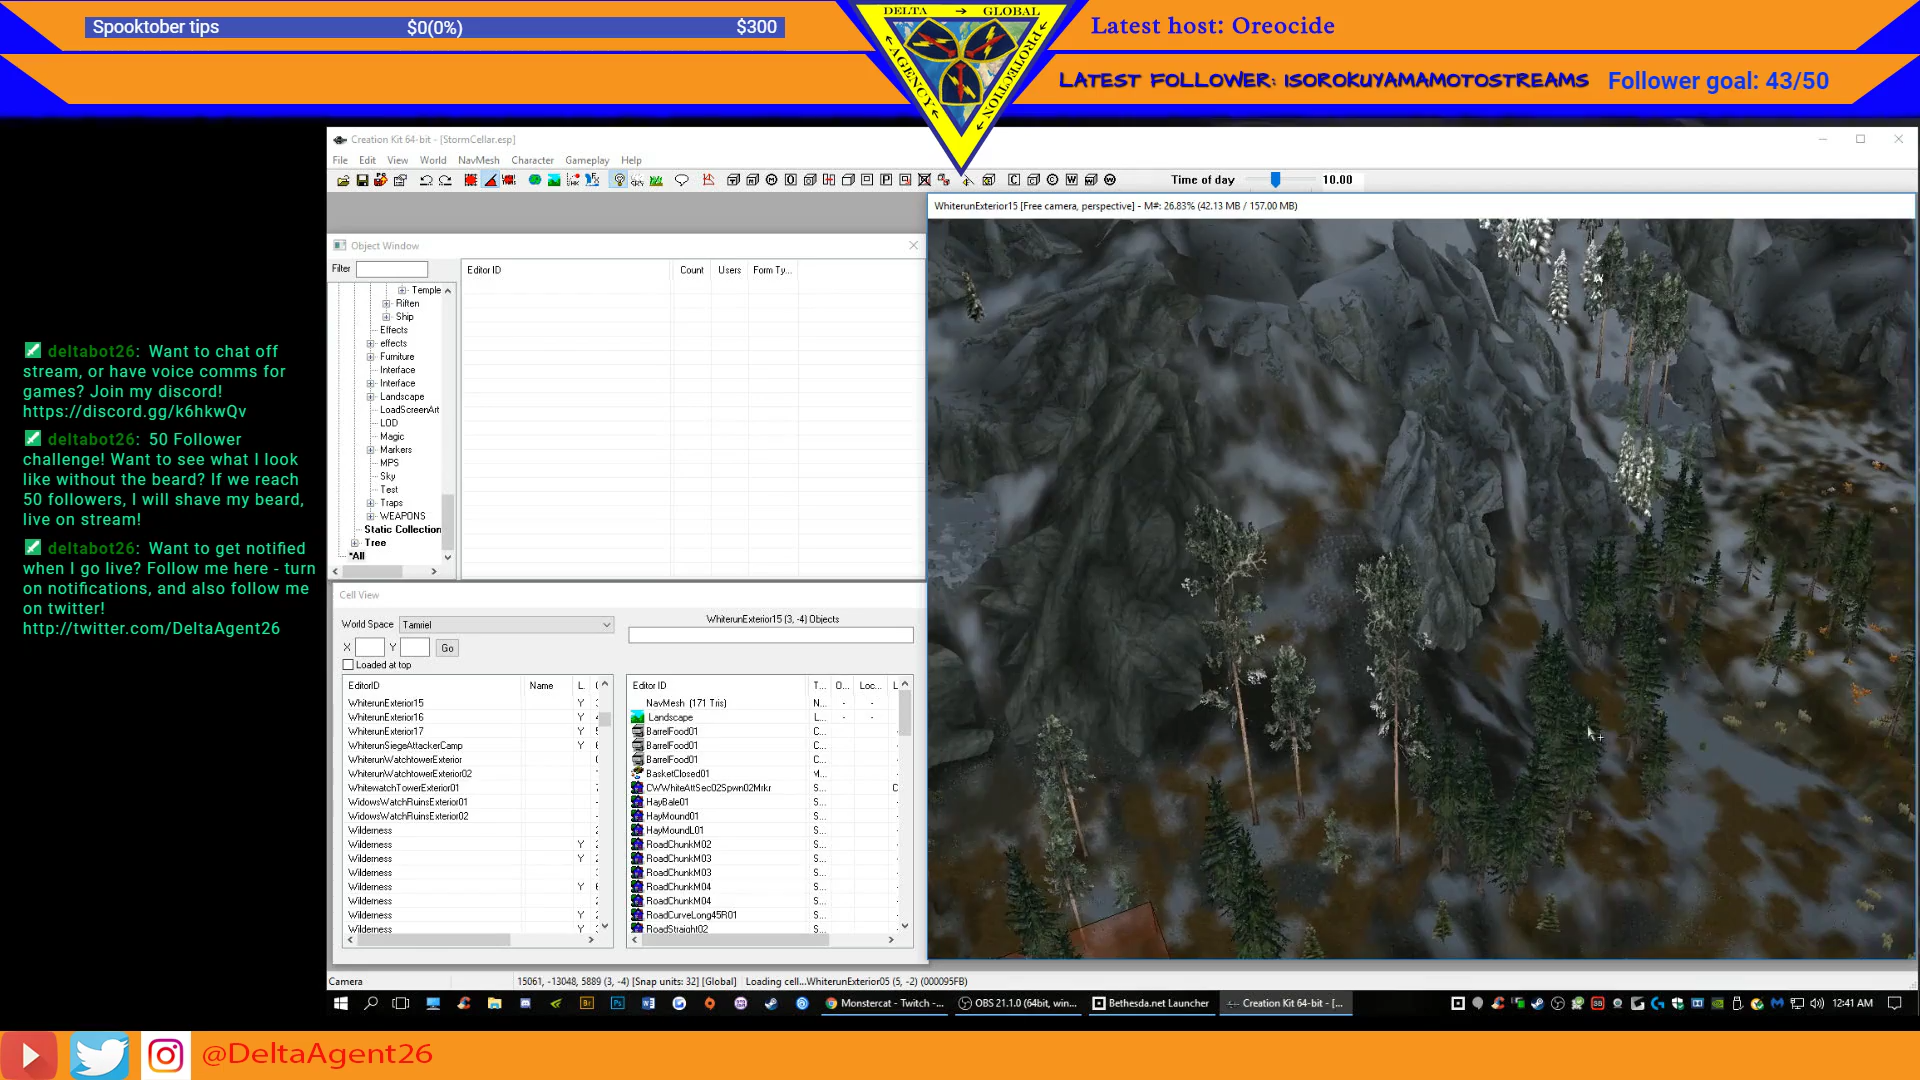 Spooktober tips $0(0%) $300
DELTA → GLOBAL
PROTECTION
AGENCY
Latest host: Oreocide
LATEST FOLLOWER: ISOROKUYAMAMOTOSTREAMS Follower goal: 43/50
Creation Kit 64-bit - [StormCellar.esp]
File Edit View World NavMesh Character Gameplay Help
Time of day 10.00
WhiterunExterior15 [Free camera, perspective] - M#: 26.83% (42.13 MB / 157.00 MB)
Object Window
Filter
Editor ID Count Users Form Ty...
Temple
Riften
Ship
Effects
effects
Furniture
Interface
Interface
Landscape
LoadScreenArt
LOD
Magic
Markers
MPS
Sky
Test
Traps
WEAPONS
Static Collection
Tree
*All
deltabot26: Want to chat off
stream, or have voice comms for
games? Join my discord!
https://discord.gg/k6hkwQv
deltabot26: 50 Follower
challenge! Want to see what I look
like without the beard? If we reach
50 followers, I will shave my beard,
live on stream!
deltabot26: Want to get notified
when I go live? Follow me here - turn
on notifications, and also follow me
on twitter!
http://twitter.com/DeltaAgent26
Cell View
World Space Tamriel
X Y Go
Loaded at top
WhiterunExterior15 (3, -4) Objects
EditorID Name L.
WhiterunExterior15 Y
WhiterunExterior16 Y
WhiterunExterior17 Y
WhiterunSiegeAttackerCamp Y
WhiterunWatchtowerExterior
WhiterunWatchtowerExterior02
WhitewatchTowerExterior01
WidowsWatchRuinsExterior01
WidowsWatchRuinsExterior02
Wilderness
Wilderness Y
Wilderness Y
Wilderness
Wilderness Y
Wilderness
Wilderness Y
Wilderness Y
Editor ID T... O... Loc... L
NavMesh (171 Tris) N... - -
Landscape L... - -
BarrelFood01 C...
BarrelFood01 C...
BarrelFood01 C...
BasketClosed01 M...
CWWhiteAttSec02Spwn02Mrkr S...
HayBale01 S...
HayMound01 S...
HayMoundL01 S...
RoadChunkM02 S...
RoadChunkM03 S...
RoadChunkM03 S...
RoadChunkM04 S...
RoadChunkM04 S...
RoadCurveLong45R01 S...
RoadStraight02 S...
Camera 15061, -13048, 5889 (3, -4) [Snap units: 32] [Global] Loading cell...WhiterunExterior05 (5, -2) (000095FB)
Monstercat - Twitch -... OBS 21.1.0 (64bit, win... Bethesda.net Launcher Creation Kit 64-bit - [... 12:41 AM
@DeltaAgent26